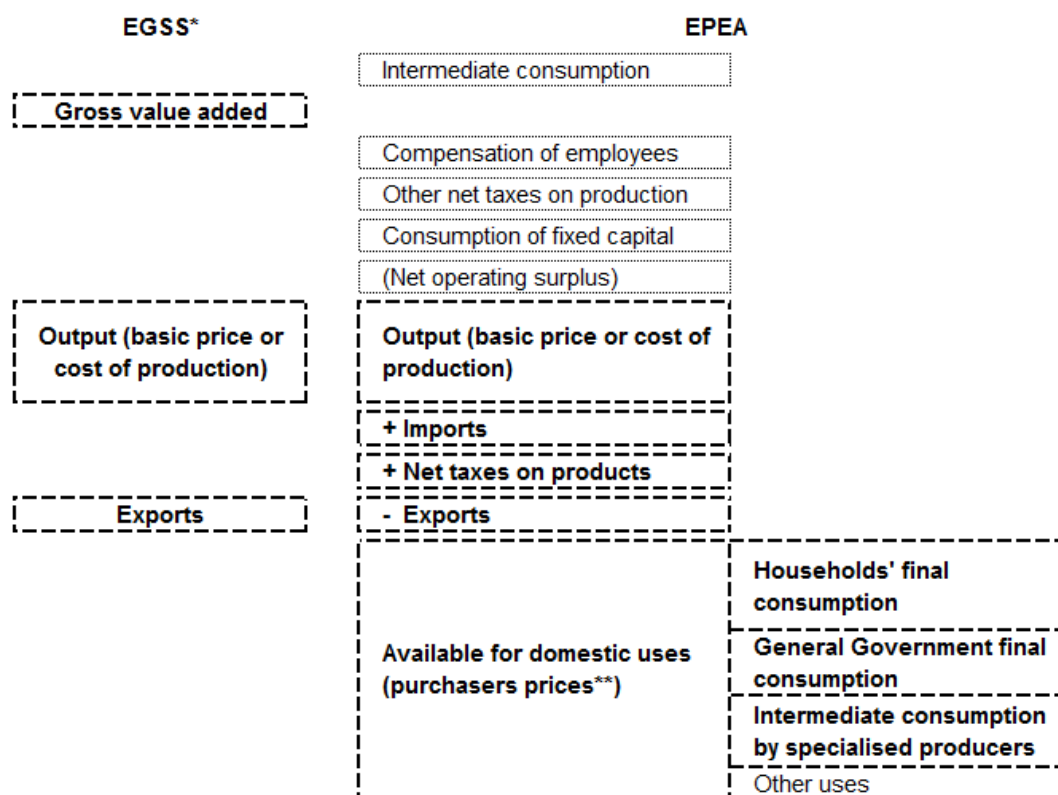 EGSS* EPEA
Intermediate consumption
Gross value added
Compensation of employees
Other net taxes on production
Consumption of fixed capital
(Net operating surplus)
Output (basic price or
cost of production)
Output (basic price or cost of
production)
+ Imports
+ Net taxes on products
Exports
- Exports
Available for domestic uses
(purchasers prices**)
Households' final
consumption
General Government final
consumption
Intermediate consumption
by specialised producers
Other uses